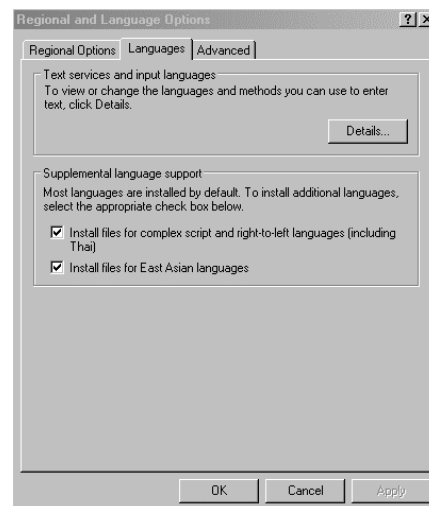 Regional and Language Options
Regional Options Languages Advanced
Text services and input languages
To view or change the languages and methods you can use to enter
text, click Details.
Details...
Supplemental language support
Most languages are installed by default. To install additional languages,
select the appropriate check box below.
Install files for complex script and right-to-left languages (including
Thai)
Install files for East Asian languages
OK Cancel Apply